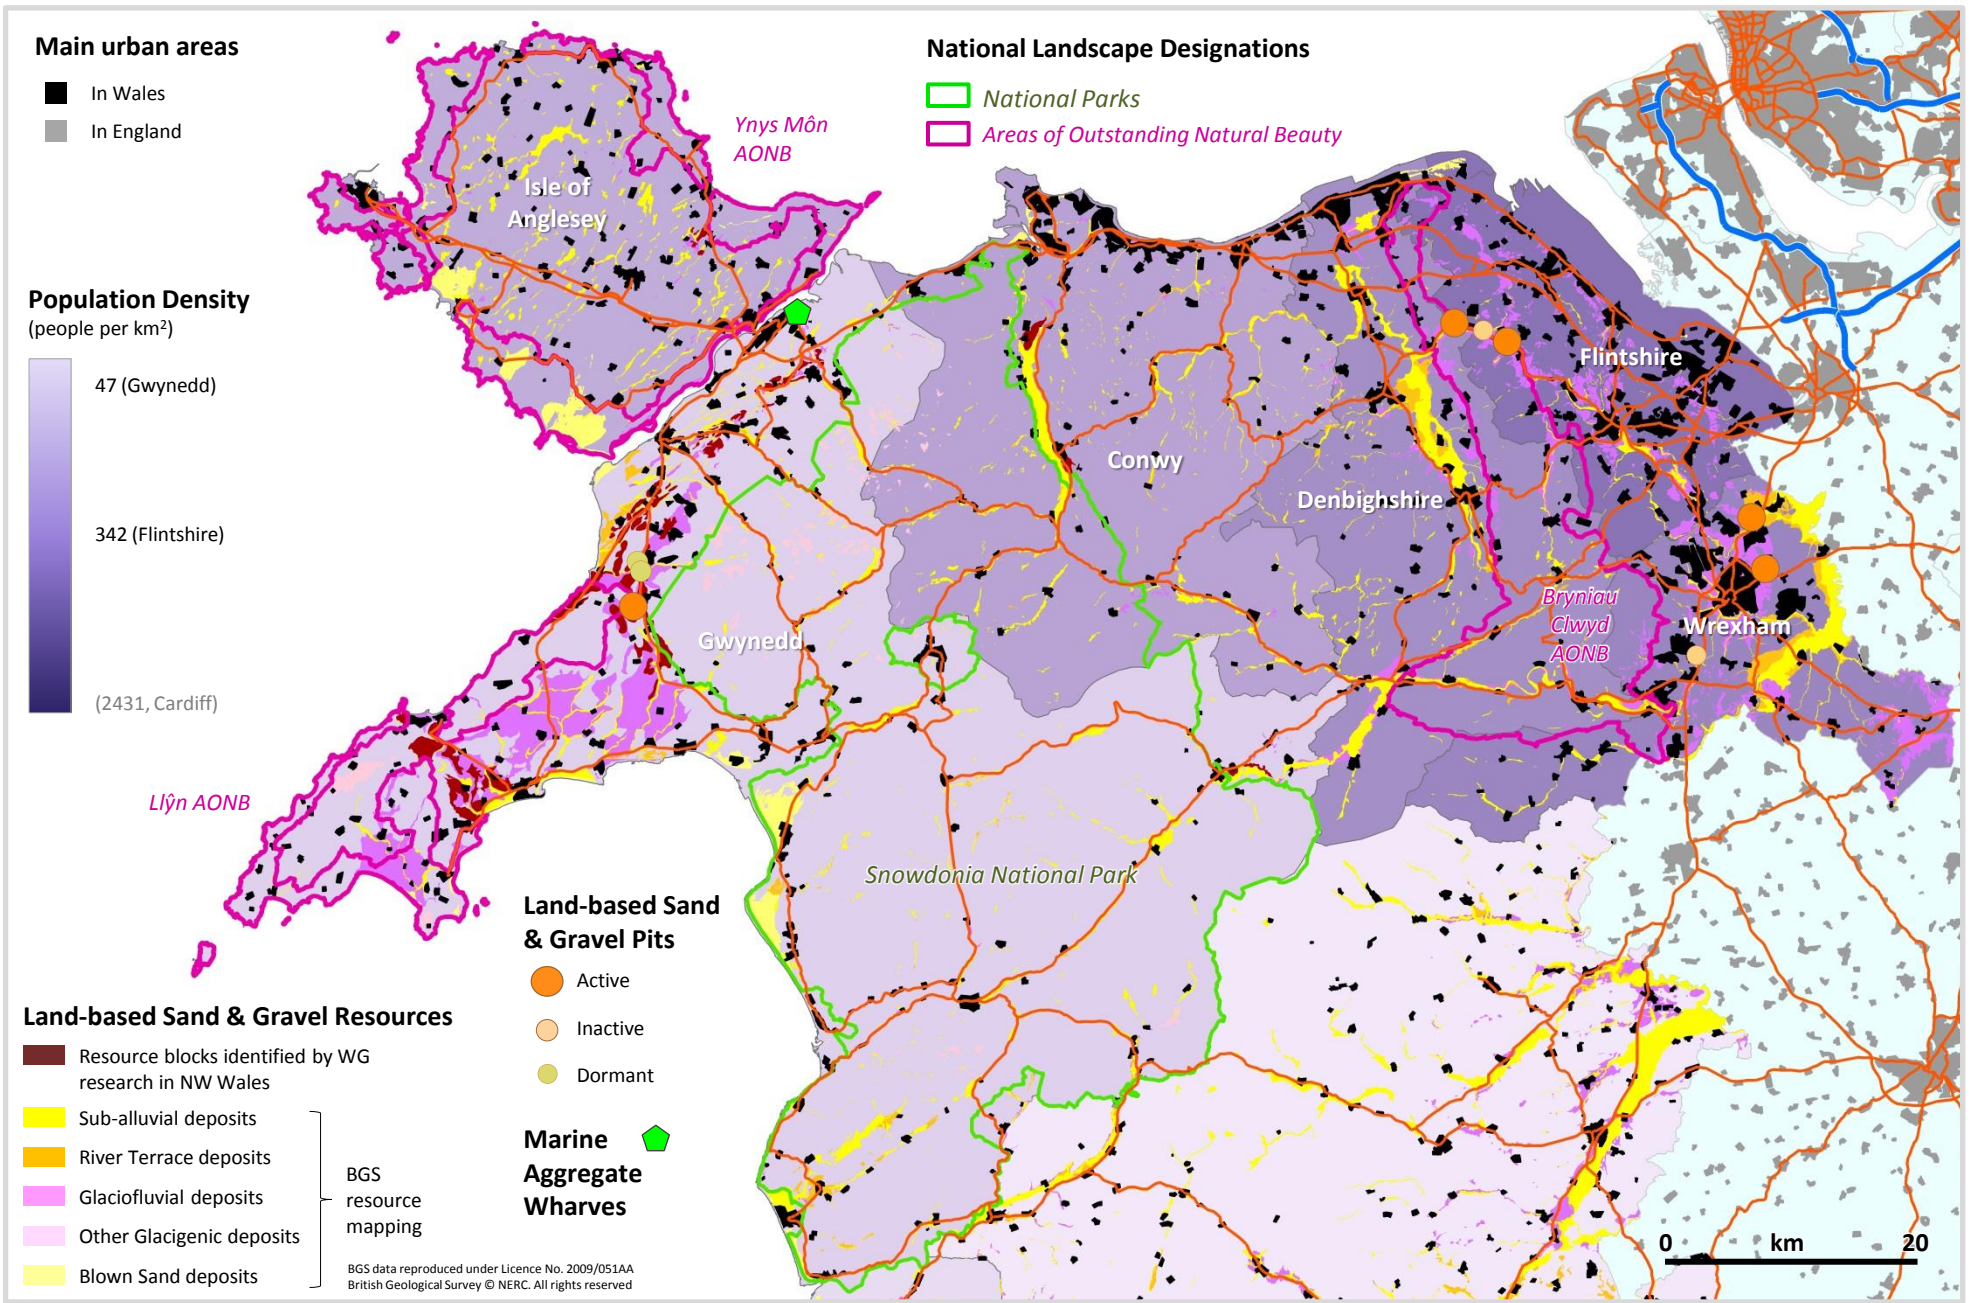 Main urban areas
In Wales
In England
Population Density
(people per km²)
47 (Gwynedd)
342 (Flintshire)
(2431, Cardiff)
National Landscape Designations
National Parks
Areas of Outstanding Natural Beauty
Ynys Môn
AONB
Isle of
Anglesey
Flintshire
Conwy
Denbighshire
Gwynedd
Bryniau
Clwyd
AONB
Wrexham
Llŷn AONB
Snowdonia National Park
Land-based Sand
& Gravel Pits
Active
Inactive
Dormant
Marine
Aggregate
Wharves
Land-based Sand & Gravel Resources
Resource blocks identified by WG
research in NW Wales
Sub-alluvial deposits
River Terrace deposits
Glaciofluvial deposits
Other Glacigenic deposits
Blown Sand deposits
BGS
resource
mapping
BGS data reproduced under Licence No. 2009/051AA
British Geological Survey © NERC. All rights reserved
0 km 20